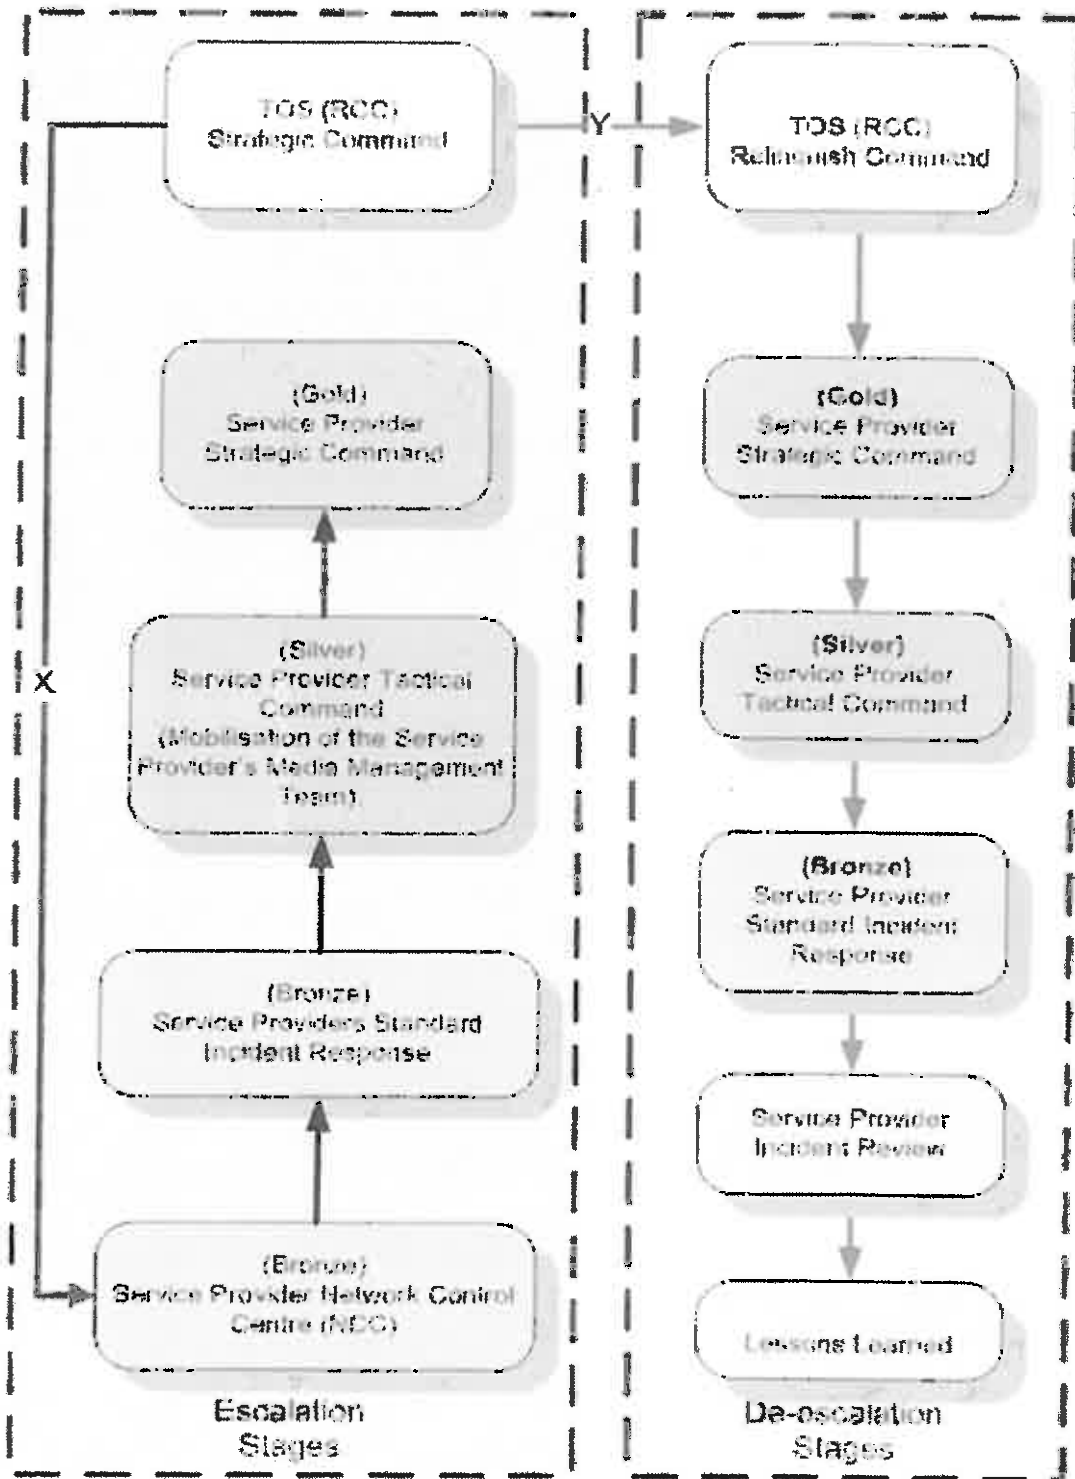 TOS (RCC)
Strategic Command
Y
TOS (RCC)
Relinquish Command
(Gold)
Service Provider
Strategic Command
(Gold)
Service Provider
Strategic Command
X
(Silver)
Service Provider Tactical
Command
(Mobilisation of the Service
Provider's Media Management
Team)
(Silver)
Service Provider
Tactical Command
(Bronze)
Service Providers Standard
Incident Response
(Bronze)
Service Provider
Standard Incident
Response
Service Provider
Incident Review
(Bronze)
Service Provider Network Control
Centre (NCC)
Lessons Learned
Escalation
Stages
De-escalation
Stages